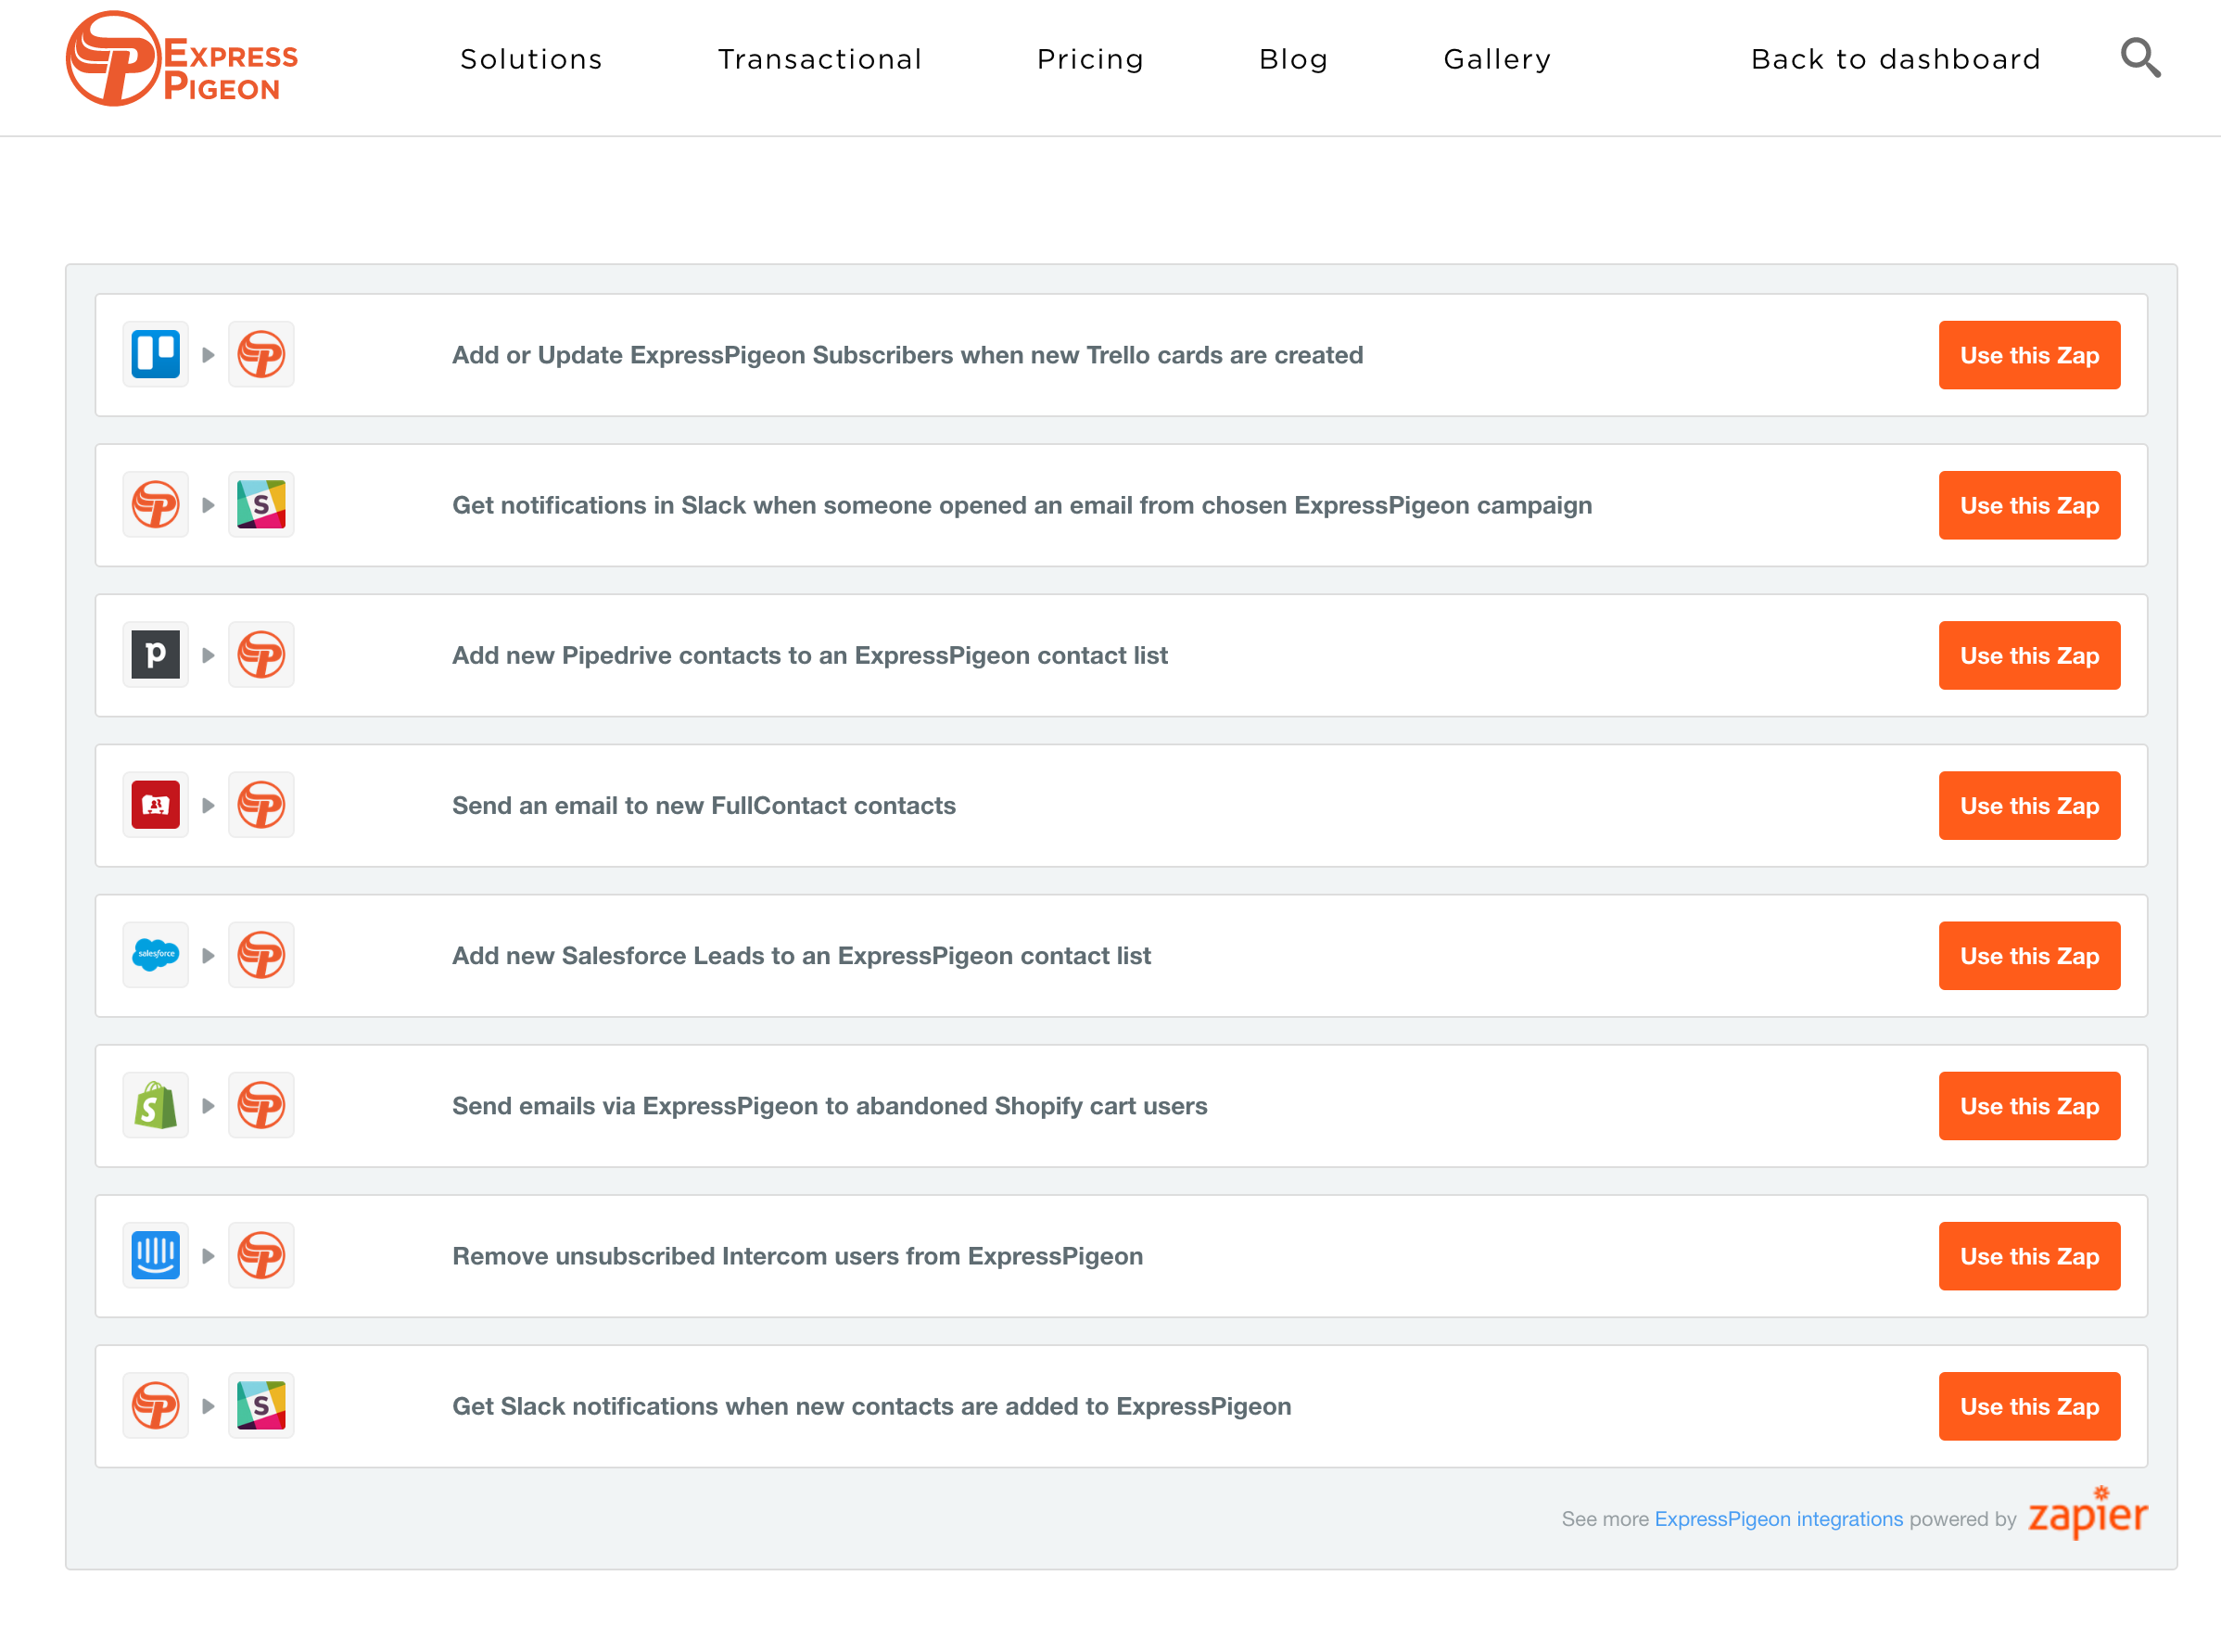 EXPRESS
PIGEON
Solutions
Transactional
Pricing
Blog
Gallery
Back to dashboard
Add or Update ExpressPigeon Subscribers when new Trello cards are created
Use this Zap
S
Get notifications in Slack when someone opened an email from chosen ExpressPigeon campaign
Use this Zap
p
Add new Pipedrive contacts to an ExpressPigeon contact list
Use this Zap
Send an email to new FullContact contacts
Use this Zap
salesforce
Add new Salesforce Leads to an ExpressPigeon contact list
Use this Zap
S
Send emails via ExpressPigeon to abandoned Shopify cart users
Use this Zap
Remove unsubscribed Intercom users from ExpressPigeon
Use this Zap
S
Get Slack notifications when new contacts are added to ExpressPigeon
Use this Zap
See more ExpressPigeon integrations powered by zapier